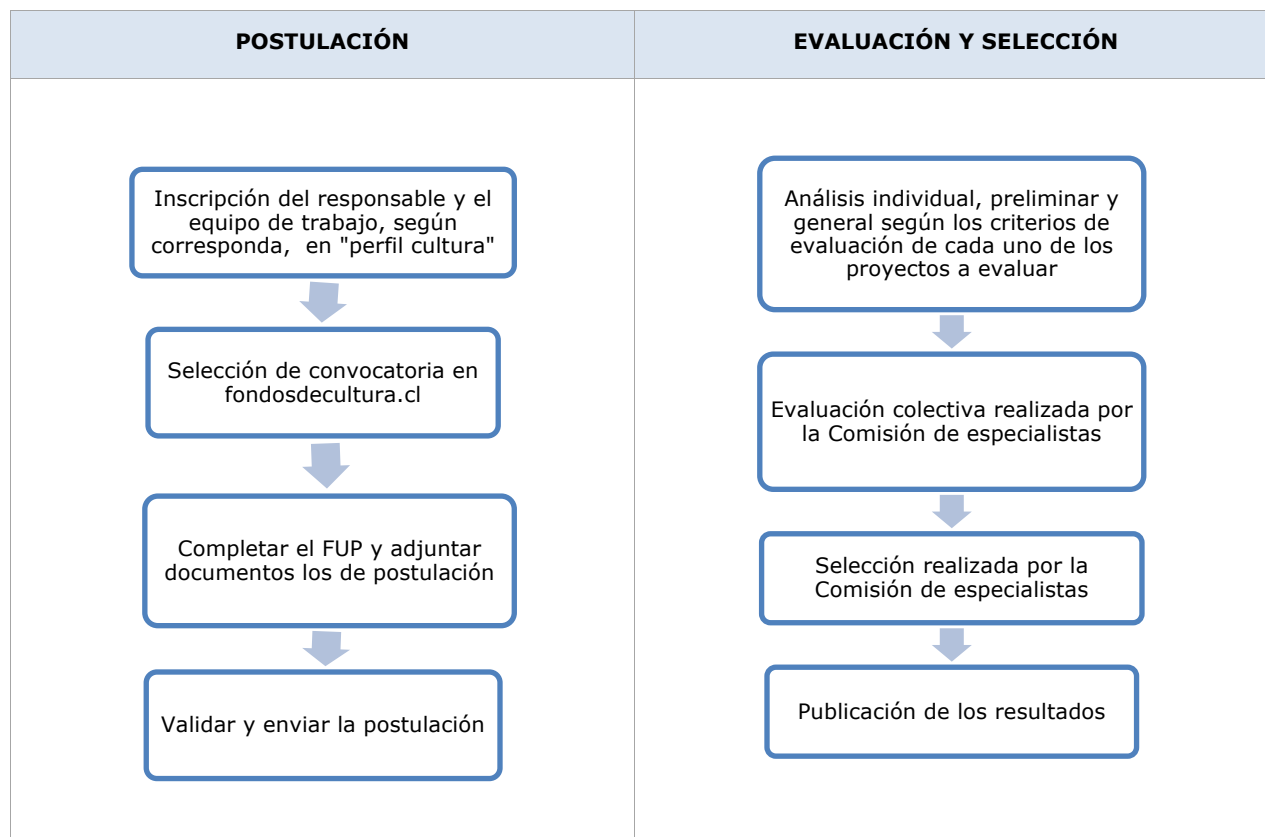 POSTULACIÓN
Inscripción del responsable y el
equipo de trabajo, según
corresponda,  en "perfil cultura"
Selección de convocatoria en
fondosdecultura.cl
Completar el FUP y adjuntar
documentos los de postulación
Validar y enviar la postulación
EVALUACIÓN Y SELECCIÓN
Análisis individual, preliminar y
general según los criterios de
evaluación de cada uno de los
proyectos a evaluar
Evaluación colectiva realizada por
la Comisión de especialistas
Selección realizada por la
Comisión de especialistas
Publicación de los resultados